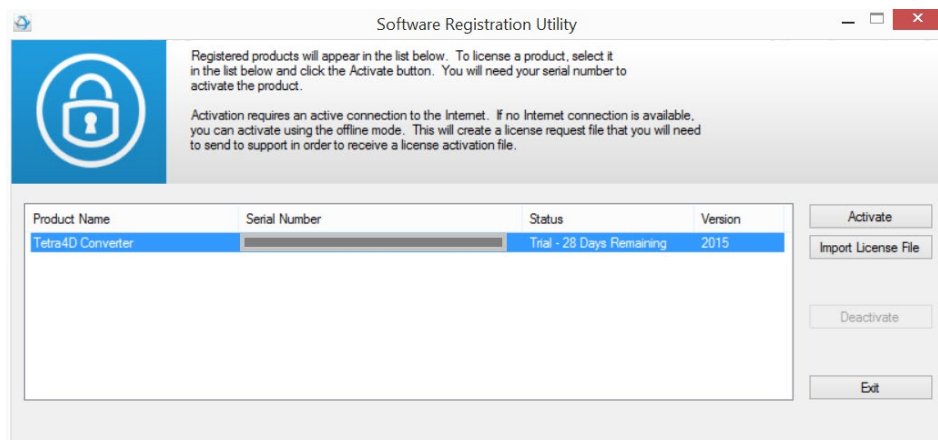 Software Registration Utility
Registered products will appear in the list below. To license a product, select it
in the list below and click the Activate button. You will need your serial number to
activate the product.
Activation requires an active connection to the Internet. If no Internet connection is available,
you can activate using the offline mode. This will create a license request file that you will need
to send to support in order to receive a license activation file.
Product Name Serial Number Status Version
Tetra4D Converter Trial - 28 Days Remaining 2015
Activate
Import License File
Deactivate
Exit